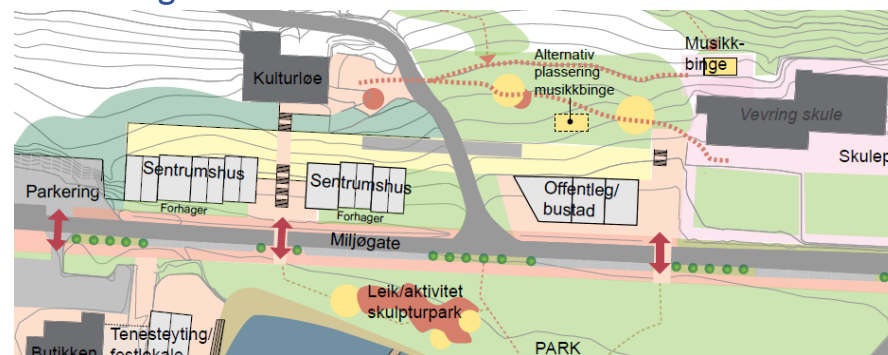 Kulturløe
Alternativ
plassering
musikkbinge
Musikk-
binge
Vevring skule
Skulep
Sentrumshus
Sentrumshus
Offentleg/
bustad
Parkering
Forhager
Forhager
Miljøgate
Leik/aktivitet
skulpturpark
PARK
Butikken
Tenesteyting/
festlokale